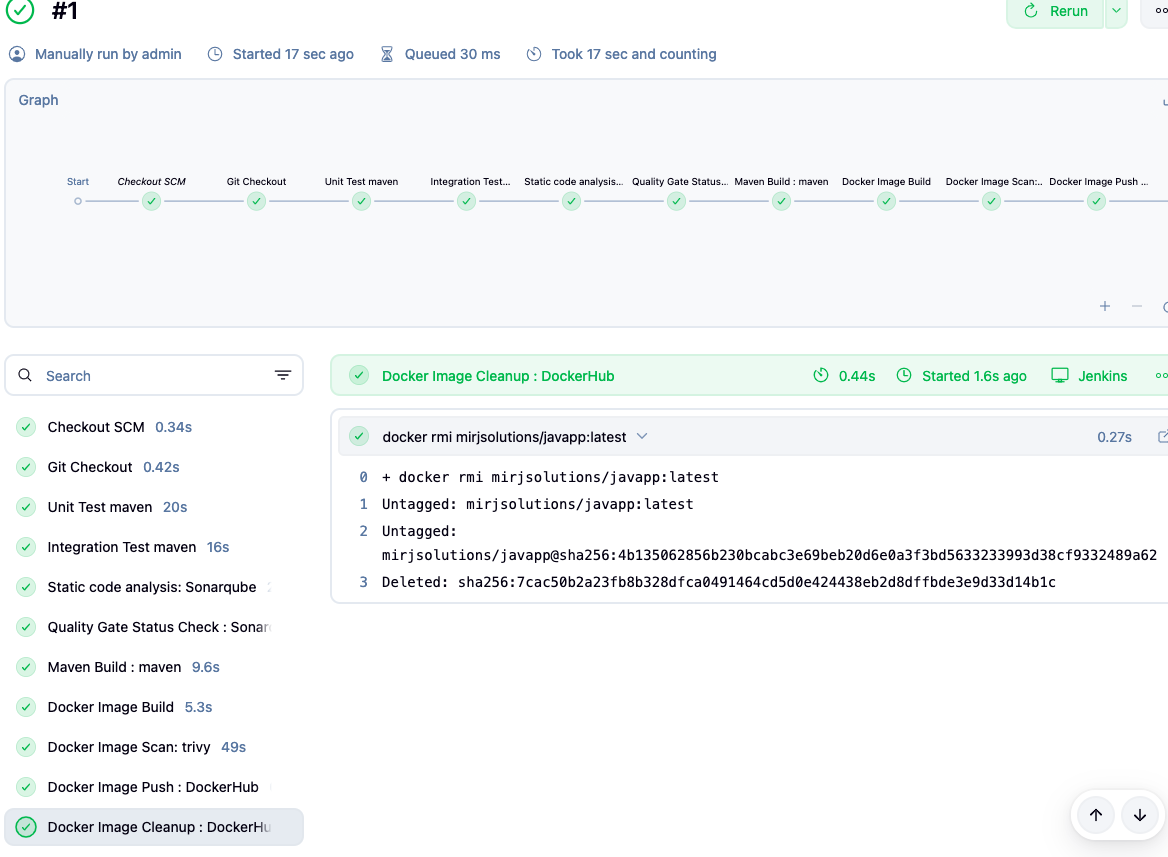 #1
Rerun
Manually run by admin Started 17 sec ago Queued 30 ms Took 17 sec and counting
Graph
Start Checkout SCM Git Checkout Unit Test maven Integration Test... Static code analysis... Quality Gate Status... Maven Build : maven Docker Image Build Docker Image Scan:.. Docker Image Push ...
Search
Checkout SCM 0.34s
Git Checkout 0.42s
Unit Test maven 20s
Integration Test maven 16s
Static code analysis: Sonarqube
Quality Gate Status Check : Sonar
Maven Build : maven 9.6s
Docker Image Build 5.3s
Docker Image Scan: trivy 49s
Docker Image Push : DockerHub
Docker Image Cleanup : DockerHu
Docker Image Cleanup : DockerHub 0.44s Started 1.6s ago Jenkins
docker rmi mirjsolutions/javapp:latest 0.27s
0 + docker rmi mirjsolutions/javapp:latest
1 Untagged: mirjsolutions/javapp:latest
2 Untagged:
mirjsolutions/javapp@sha256:4b135062856b230bcabc3e69beb20d6e0a3f3bd5633233993d38cf9332489a62
3 Deleted: sha256:7cac50b2a23fb8b328dfca0491464cd5d0e424438eb2d8dffbde3e9d33d14b1c